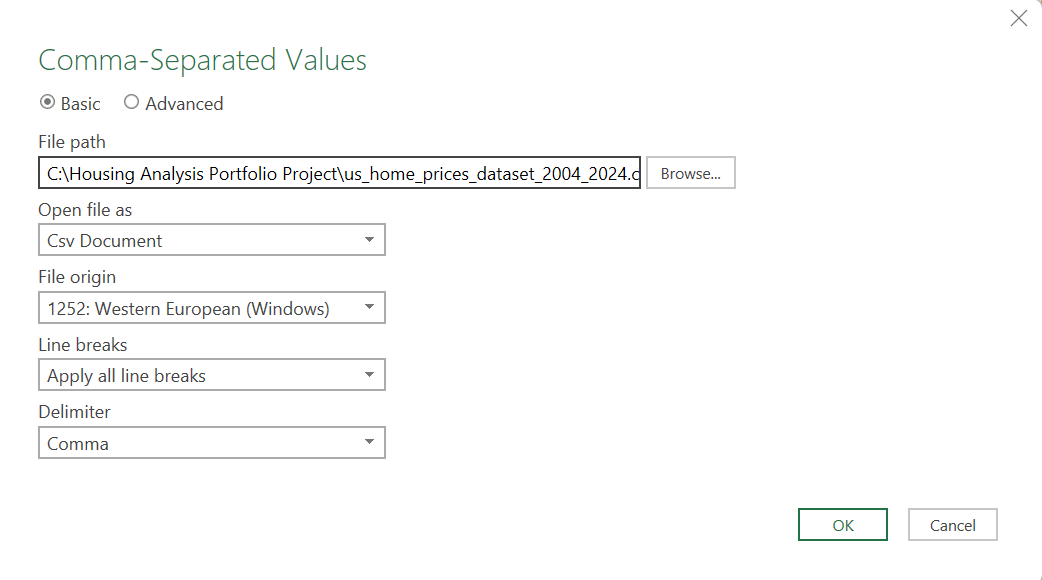 Comma-Separated Values
Basic Advanced
File path
C:\Housing Analysis Portfolio Project\us_home_prices_dataset_2004_2024.c Browse...
Open file as
Csv Document
File origin
1252: Western European (Windows)
Line breaks
Apply all line breaks
Delimiter
Comma
OK Cancel